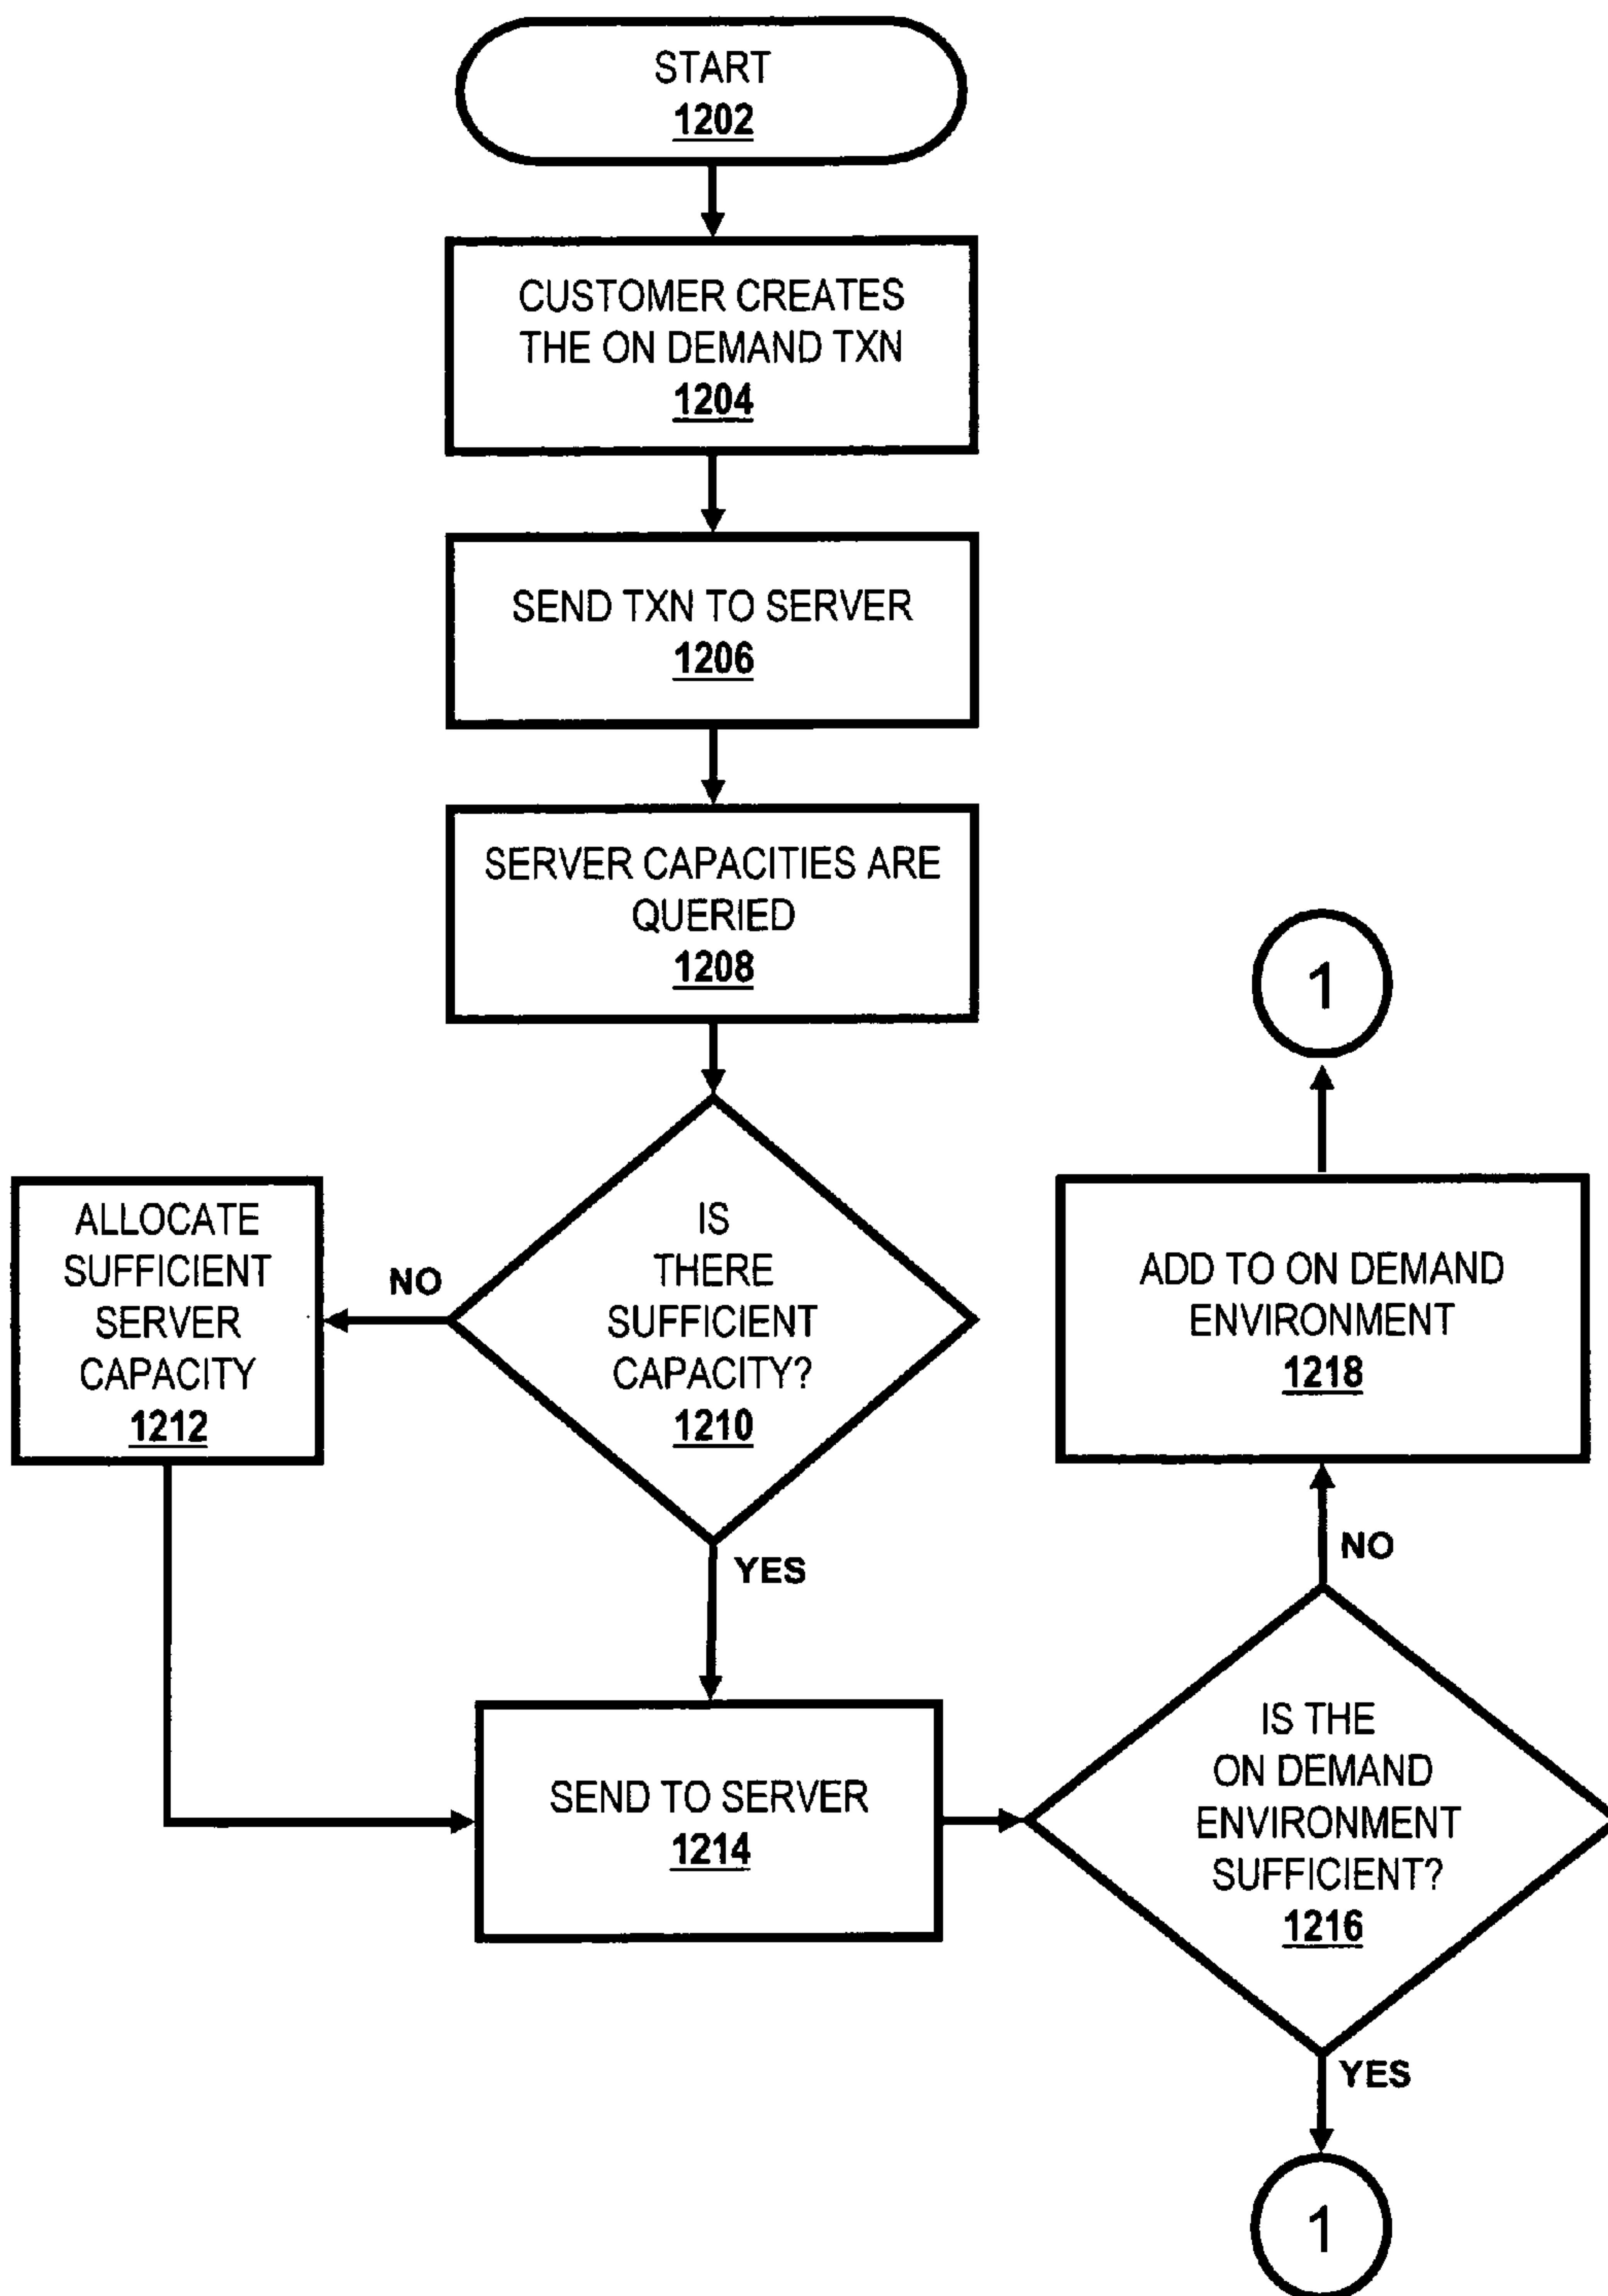 START
1202
CUSTOMER CREATES
THE ON DEMAND TXN
1204
SEND TXN TO SERVER
1206
SERVER CAPACITIES ARE
QUERIED
1208
IS
THERE
SUFFICIENT
CAPACITY?
1210
NO
ALLOCATE
SUFFICIENT
SERVER
CAPACITY
1212
YES
SEND TO SERVER
1214
IS THE
ON DEMAND
ENVIRONMENT
SUFFICIENT?
1216
NO
ADD TO ON DEMAND
ENVIRONMENT
1218
1
YES
1